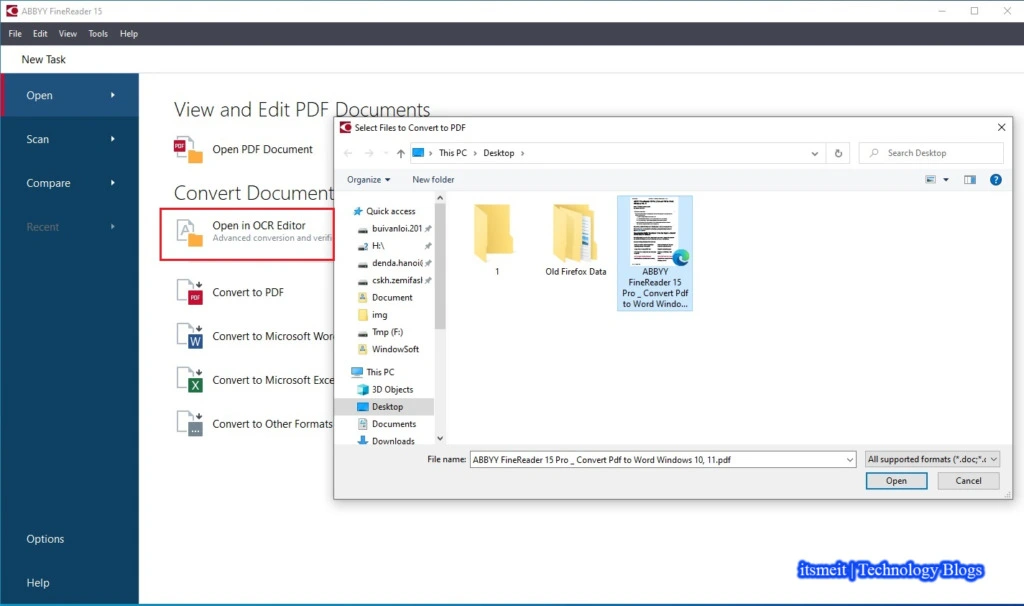 ABBYY FineReader 15
File Edit View Tools Help
New Task
Open
Scan
Compare
Recent
Options
Help
View and Edit PDF Documents
Open PDF Document
Convert Document
Open in OCR Editor
Advanced conversion and verifi
Convert to PDF
Convert to Microsoft Wor
Convert to Microsoft Exce
Convert to Other Formats
Select Files to Convert to PDF
This PC > Desktop >
Search Desktop
Organize New folder
Quick access
buivanloi.201
H:\
denda.hanoi(
cskh.zemifasl
Document
img
Tmp (F:)
WindowSoft
This PC
3D Objects
Desktop
Documents
Downloads
1
Old Firefox Data
ABBYY
FineReader 15
Pro _ Convert Pdf
to Word Windo...
File name: ABBYY FineReader 15 Pro _ Convert Pdf to Word Windows 10, 11.pdf
All supported formats (*.doc;*.c
Open Cancel
itsmeit | Technology Blogs